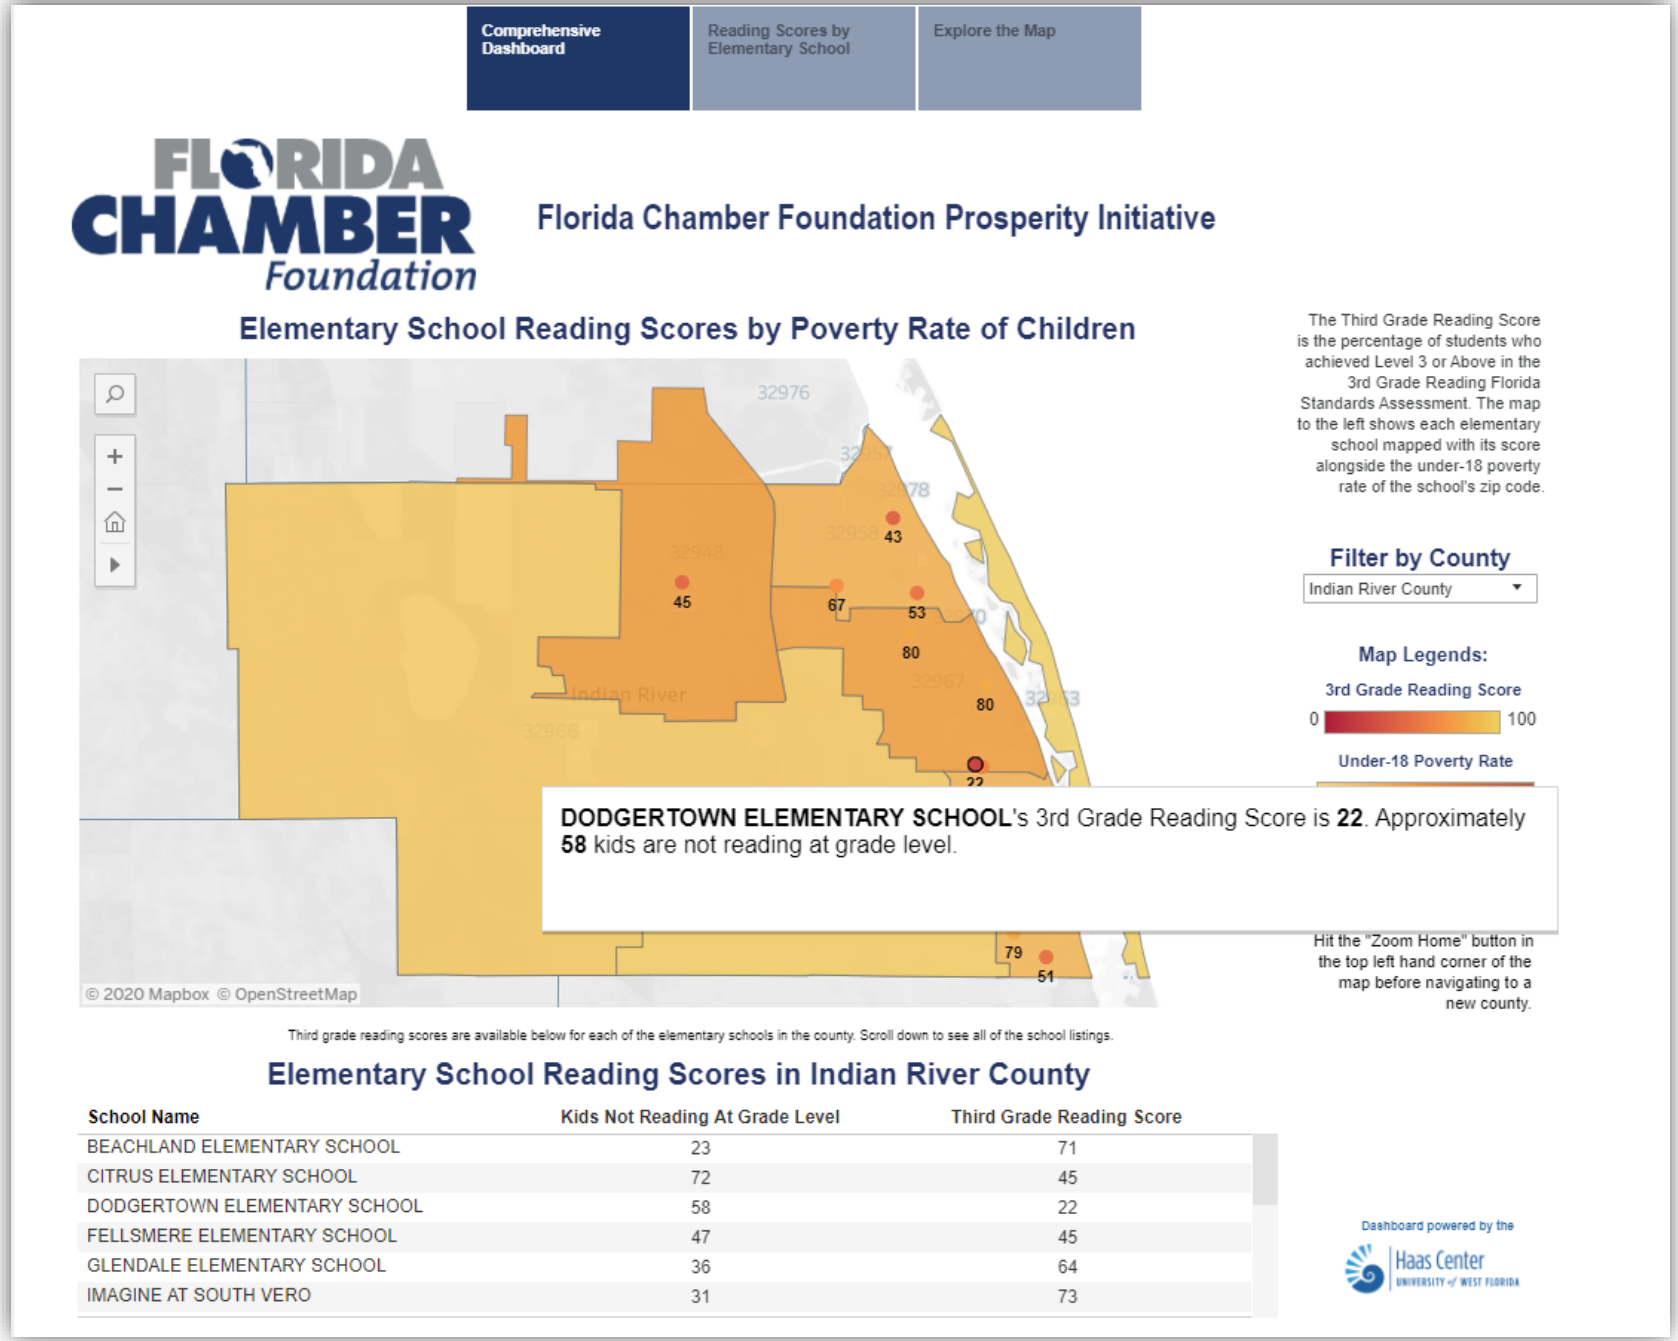 Comprehensive
Dashboard
Reading Scores by
Elementary School
Explore the Map
FLORIDA
CHAMBER
Foundation
Florida Chamber Foundation Prosperity Initiative
Elementary School Reading Scores by Poverty Rate of Children
The Third Grade Reading Score
is the percentage of students who
achieved Level 3 or Above in the
3rd Grade Reading Florida
Standards Assessment. The map
to the left shows each elementary
school mapped with its score
alongside the under-18 poverty
rate of the school's zip code.
Filter by County
Indian River County
Map Legends:
3rd Grade Reading Score
0
100
Under-18 Poverty Rate
32976
32957
32978
32958
43
32948
45
67
53
80
32967
80
32963
Indian River
32966
22
DODGERTOWN ELEMENTARY SCHOOL's 3rd Grade Reading Score is 22. Approximately
58 kids are not reading at grade level.
79
51
Hit the "Zoom Home" button in
the top left hand corner of the
map before navigating to a
new county.
© 2020 Mapbox © OpenStreetMap
Third grade reading scores are available below for each of the elementary schools in the county. Scroll down to see all of the school listings.
Elementary School Reading Scores in Indian River County
School Name Kids Not Reading At Grade Level Third Grade Reading Score
BEACHLAND ELEMENTARY SCHOOL 23 71
CITRUS ELEMENTARY SCHOOL 72 45
DODGERTOWN ELEMENTARY SCHOOL 58 22
FELLSMERE ELEMENTARY SCHOOL 47 45
GLENDALE ELEMENTARY SCHOOL 36 64
IMAGINE AT SOUTH VERO 31 73
Dashboard powered by the
Haas Center
UNIVERSITY of WEST FLORIDA